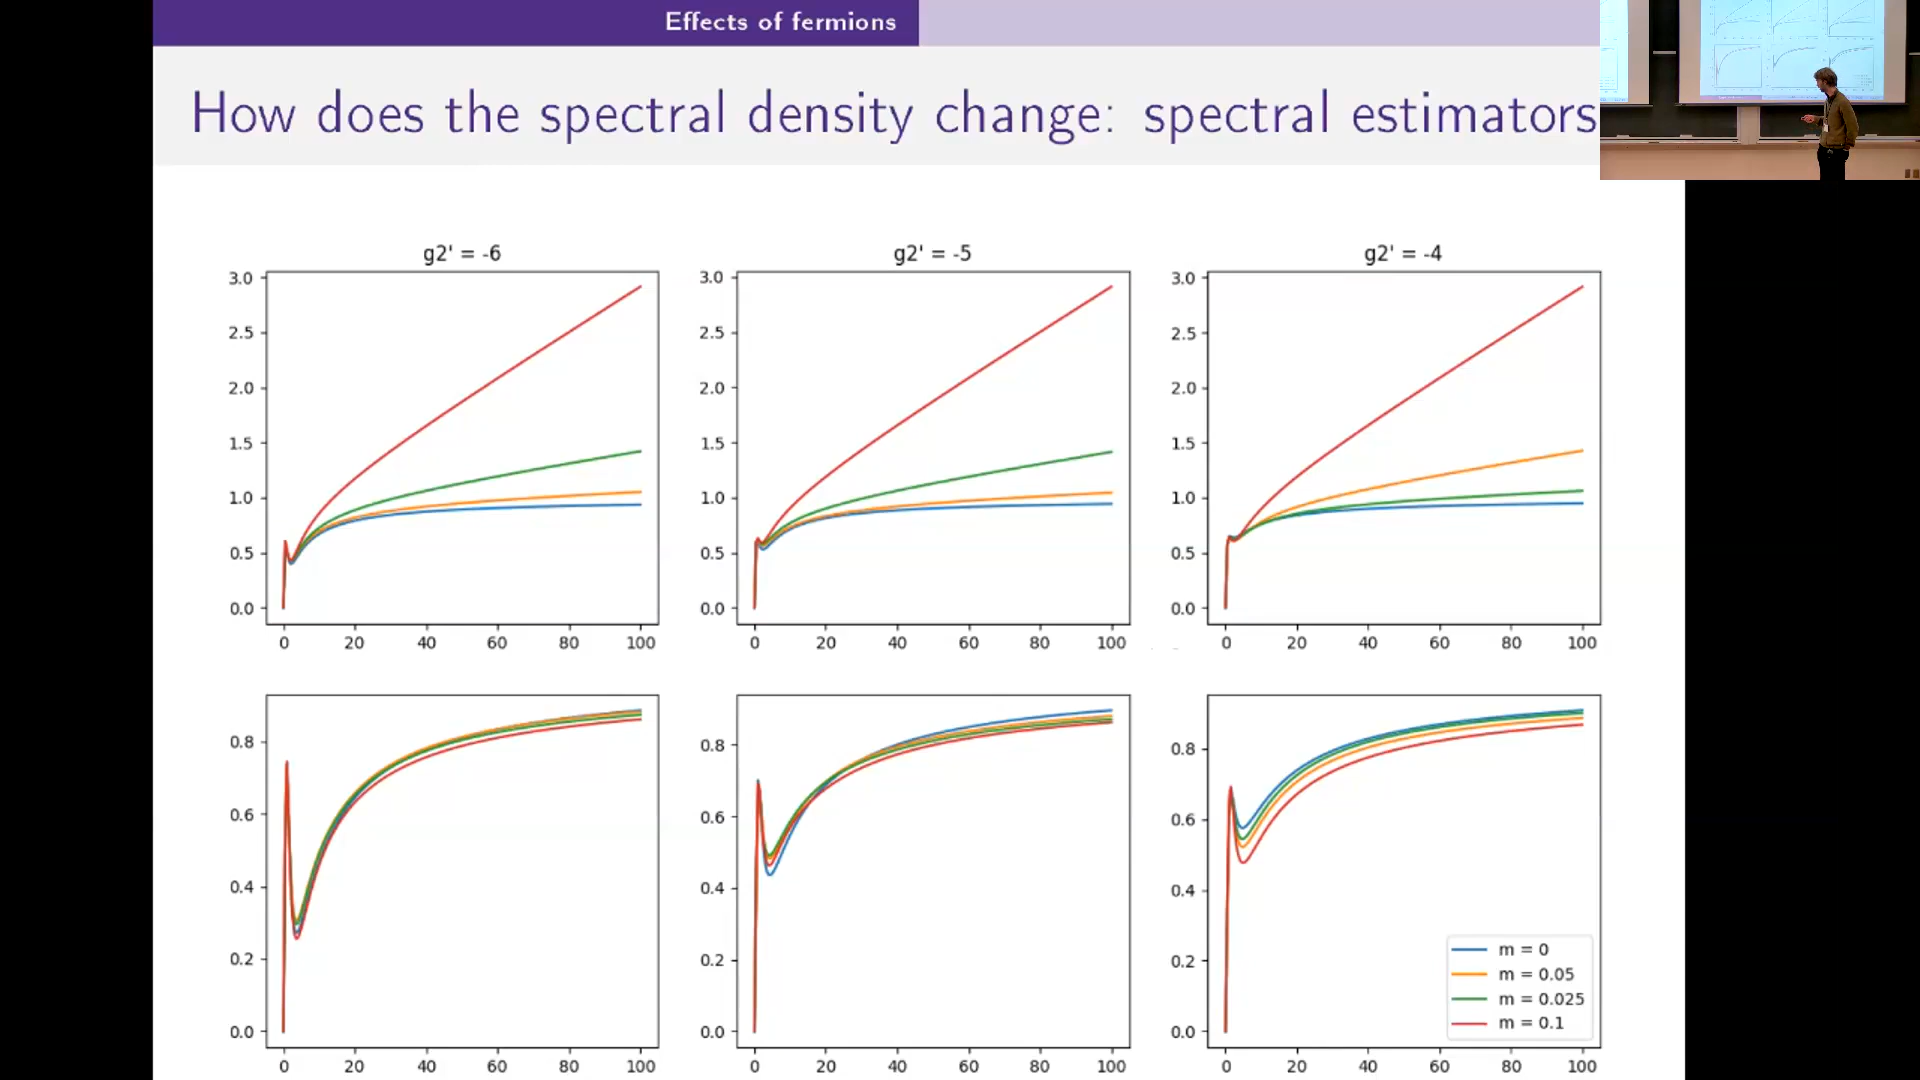 Effects of fermions
How does the spectral density change: spectral estimators
g2' = -6
g2' = -5
g2' = -4
3.0
2.5
2.0
1.5
1.0
0.5
0.0
0 20 40 60 80 100
3.0
2.5
2.0
1.5
1.0
0.5
0.0
0 20 40 60 80 100
3.0
2.5
2.0
1.5
1.0
0.5
0.0
0 20 40 60 80 100
0.8
0.6
0.4
0.2
0.0
0 20 40 60 80 100
0.8
0.6
0.4
0.2
0.0
0 20 40 60 80 100
0.8
0.6
0.4
0.2
0.0
0 20 40 60 80 100
m = 0
m = 0.05
m = 0.025
m = 0.1